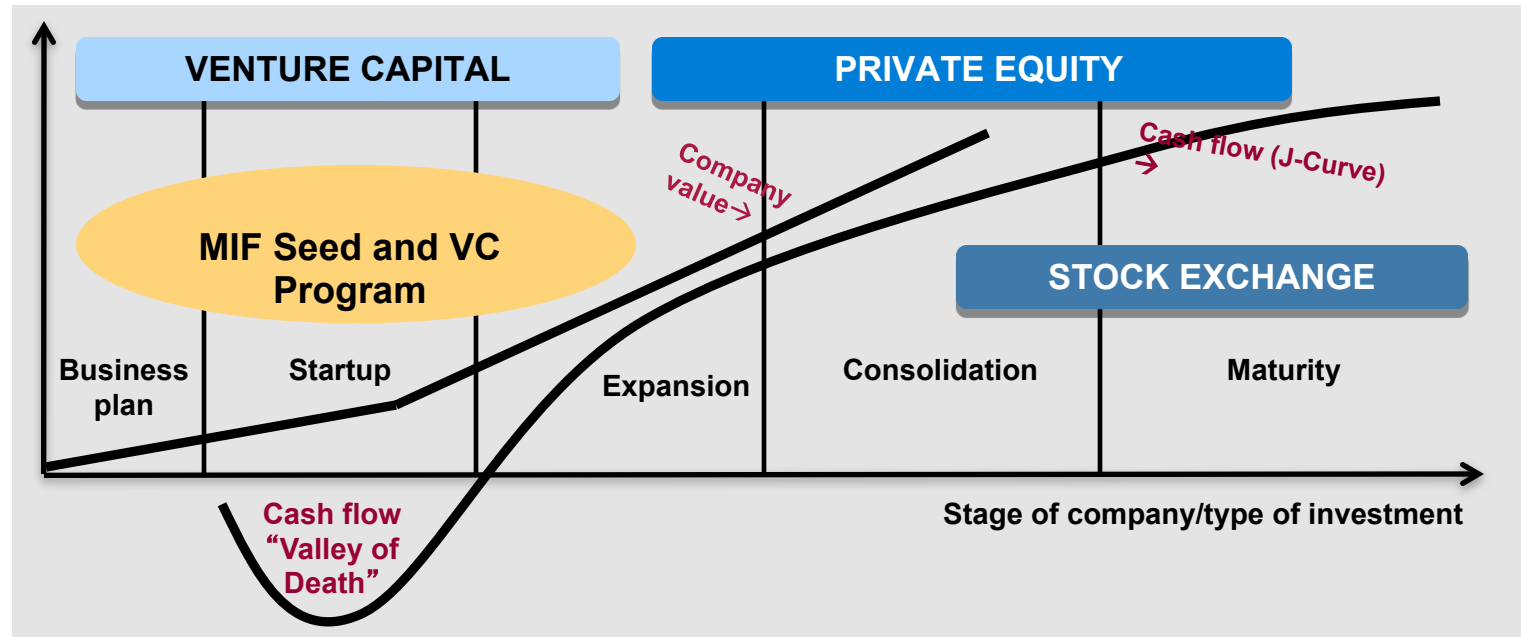 VENTURE CAPITAL
PRIVATE EQUITY
Company
value→
Cash flow (J-Curve)
→
MIF Seed and VC
Program
STOCK EXCHANGE
Business
plan
Startup
Expansion
Consolidation
Maturity
Cash flow
“Valley of
Death”
Stage of company/type of investment